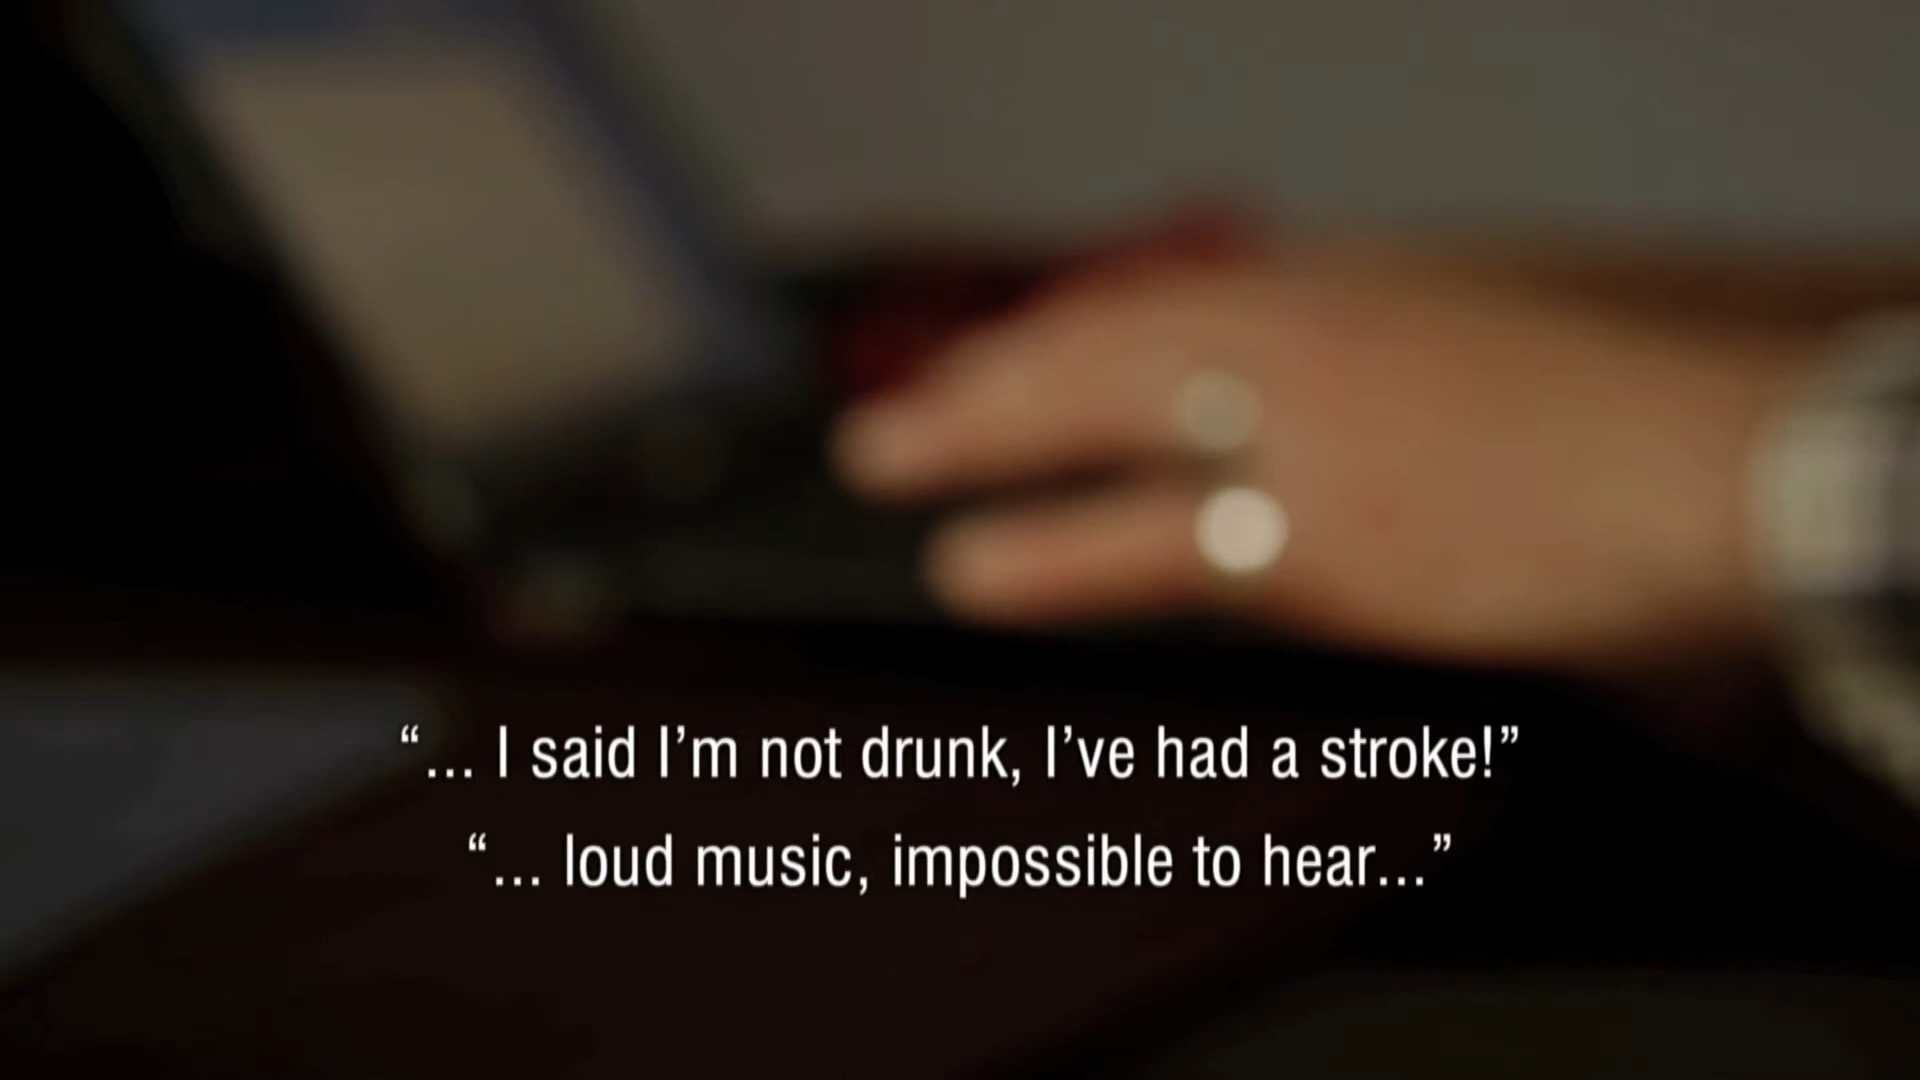 “... I said I’m not drunk, I’ve had a stroke!”
“... loud music, impossible to hear...”